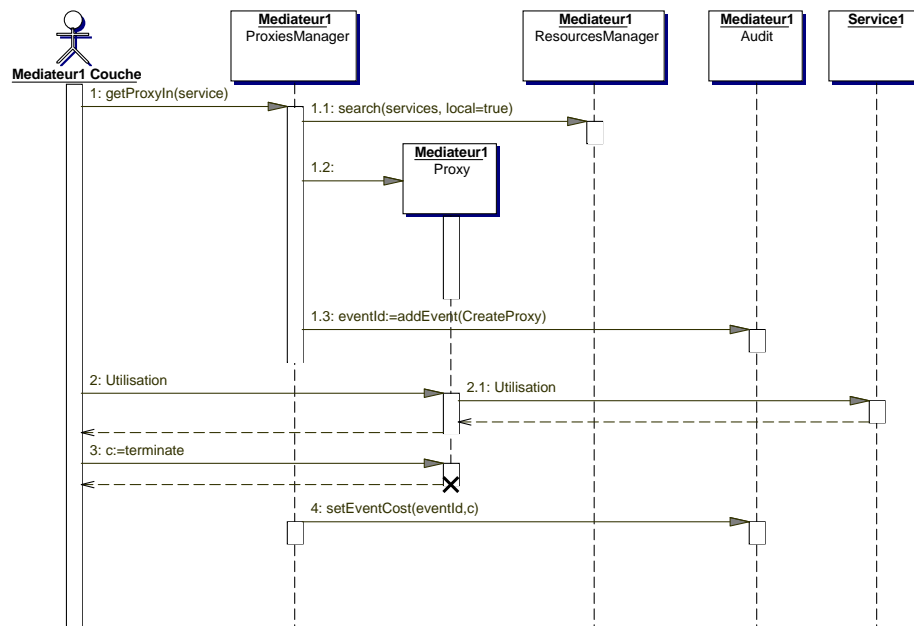 Mediateur1
ProxiesManager
Mediateur1
ResourcesManager
Mediateur1
Audit
Service1
Mediateur1 Couche
1: getProxyIn(service)
1.1: search(services, local=true)
1.2:
Mediateur1
Proxy
1.3: eventId:=addEvent(CreateProxy)
2: Utilisation
2.1: Utilisation
3: c:=terminate
4: setEventCost(eventId,c)